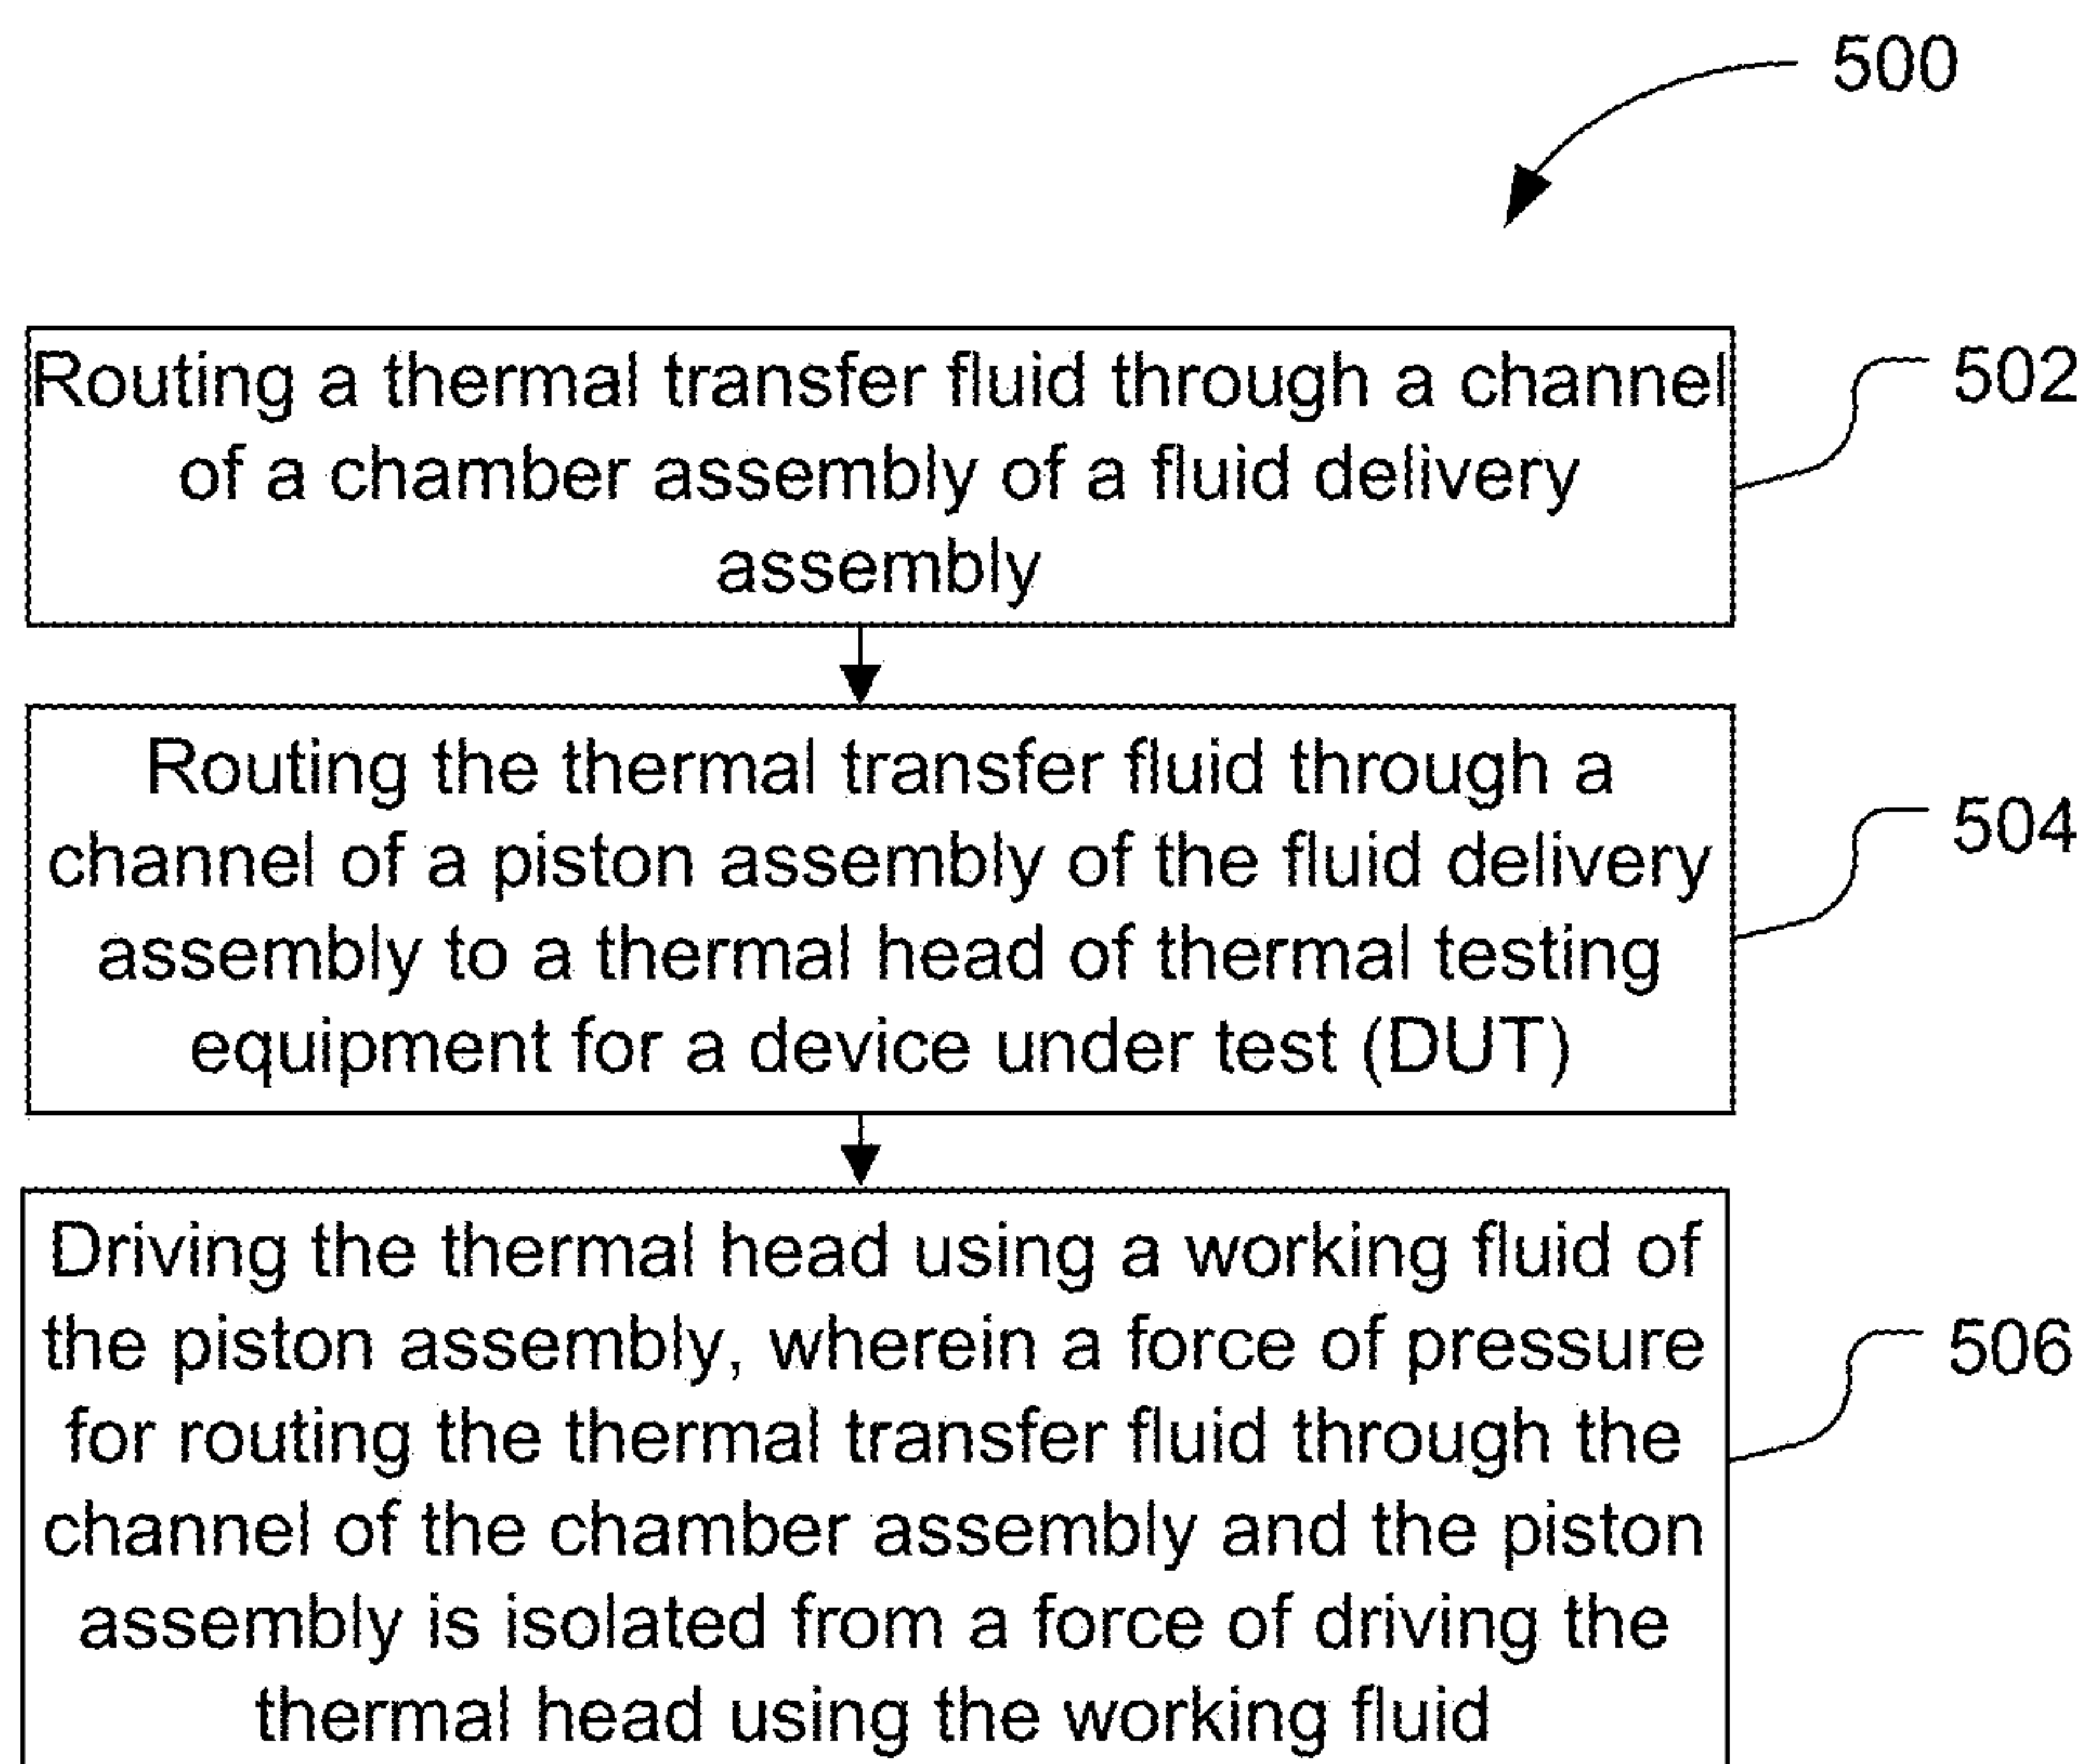 500
Routing a thermal transfer fluid through a channel
of a chamber assembly of a fluid delivery
assembly
502
Routing the thermal transfer fluid through a
channel of a piston assembly of the fluid delivery
assembly to a thermal head of thermal testing
equipment for a device under test (DUT)
504
Driving the thermal head using a working fluid of
the piston assembly, wherein a force of pressure
for routing the thermal transfer fluid through the
channel of the chamber assembly and the piston
assembly is isolated from a force of driving the
thermal head using the working fluid
506